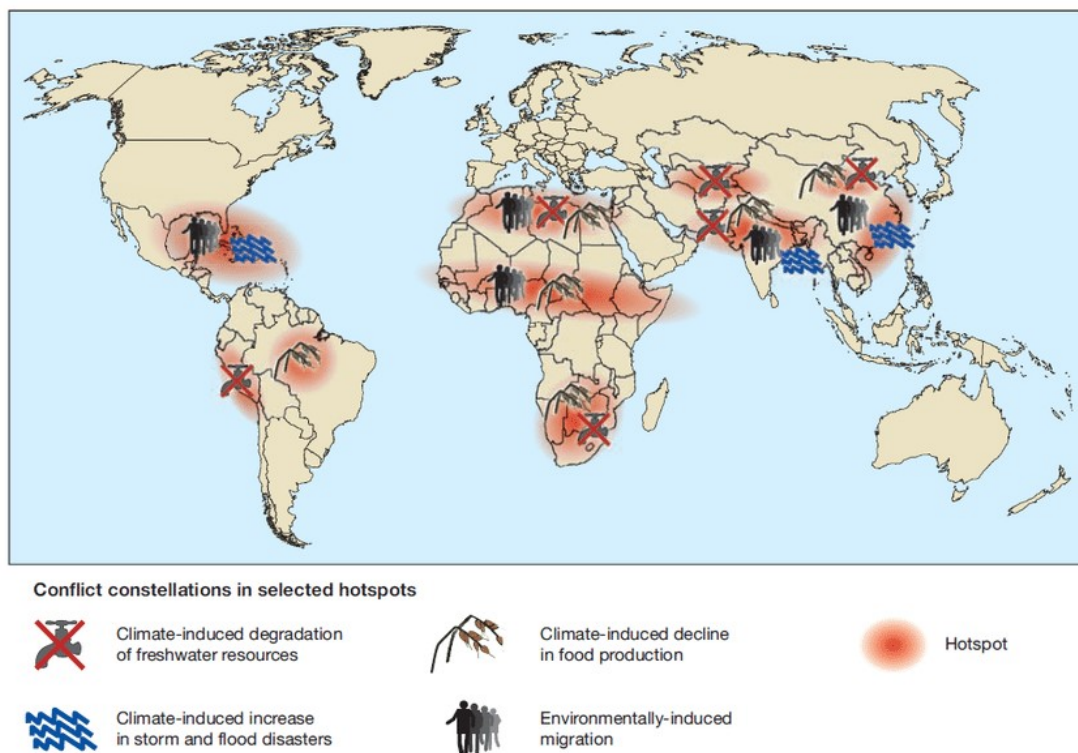 Conflict constellations in selected hotspots
Climate-induced degradation
of freshwater resources
Climate-induced decline
in food production
Hotspot
Climate-induced increase
in storm and flood disasters
Environmentally-induced
migration